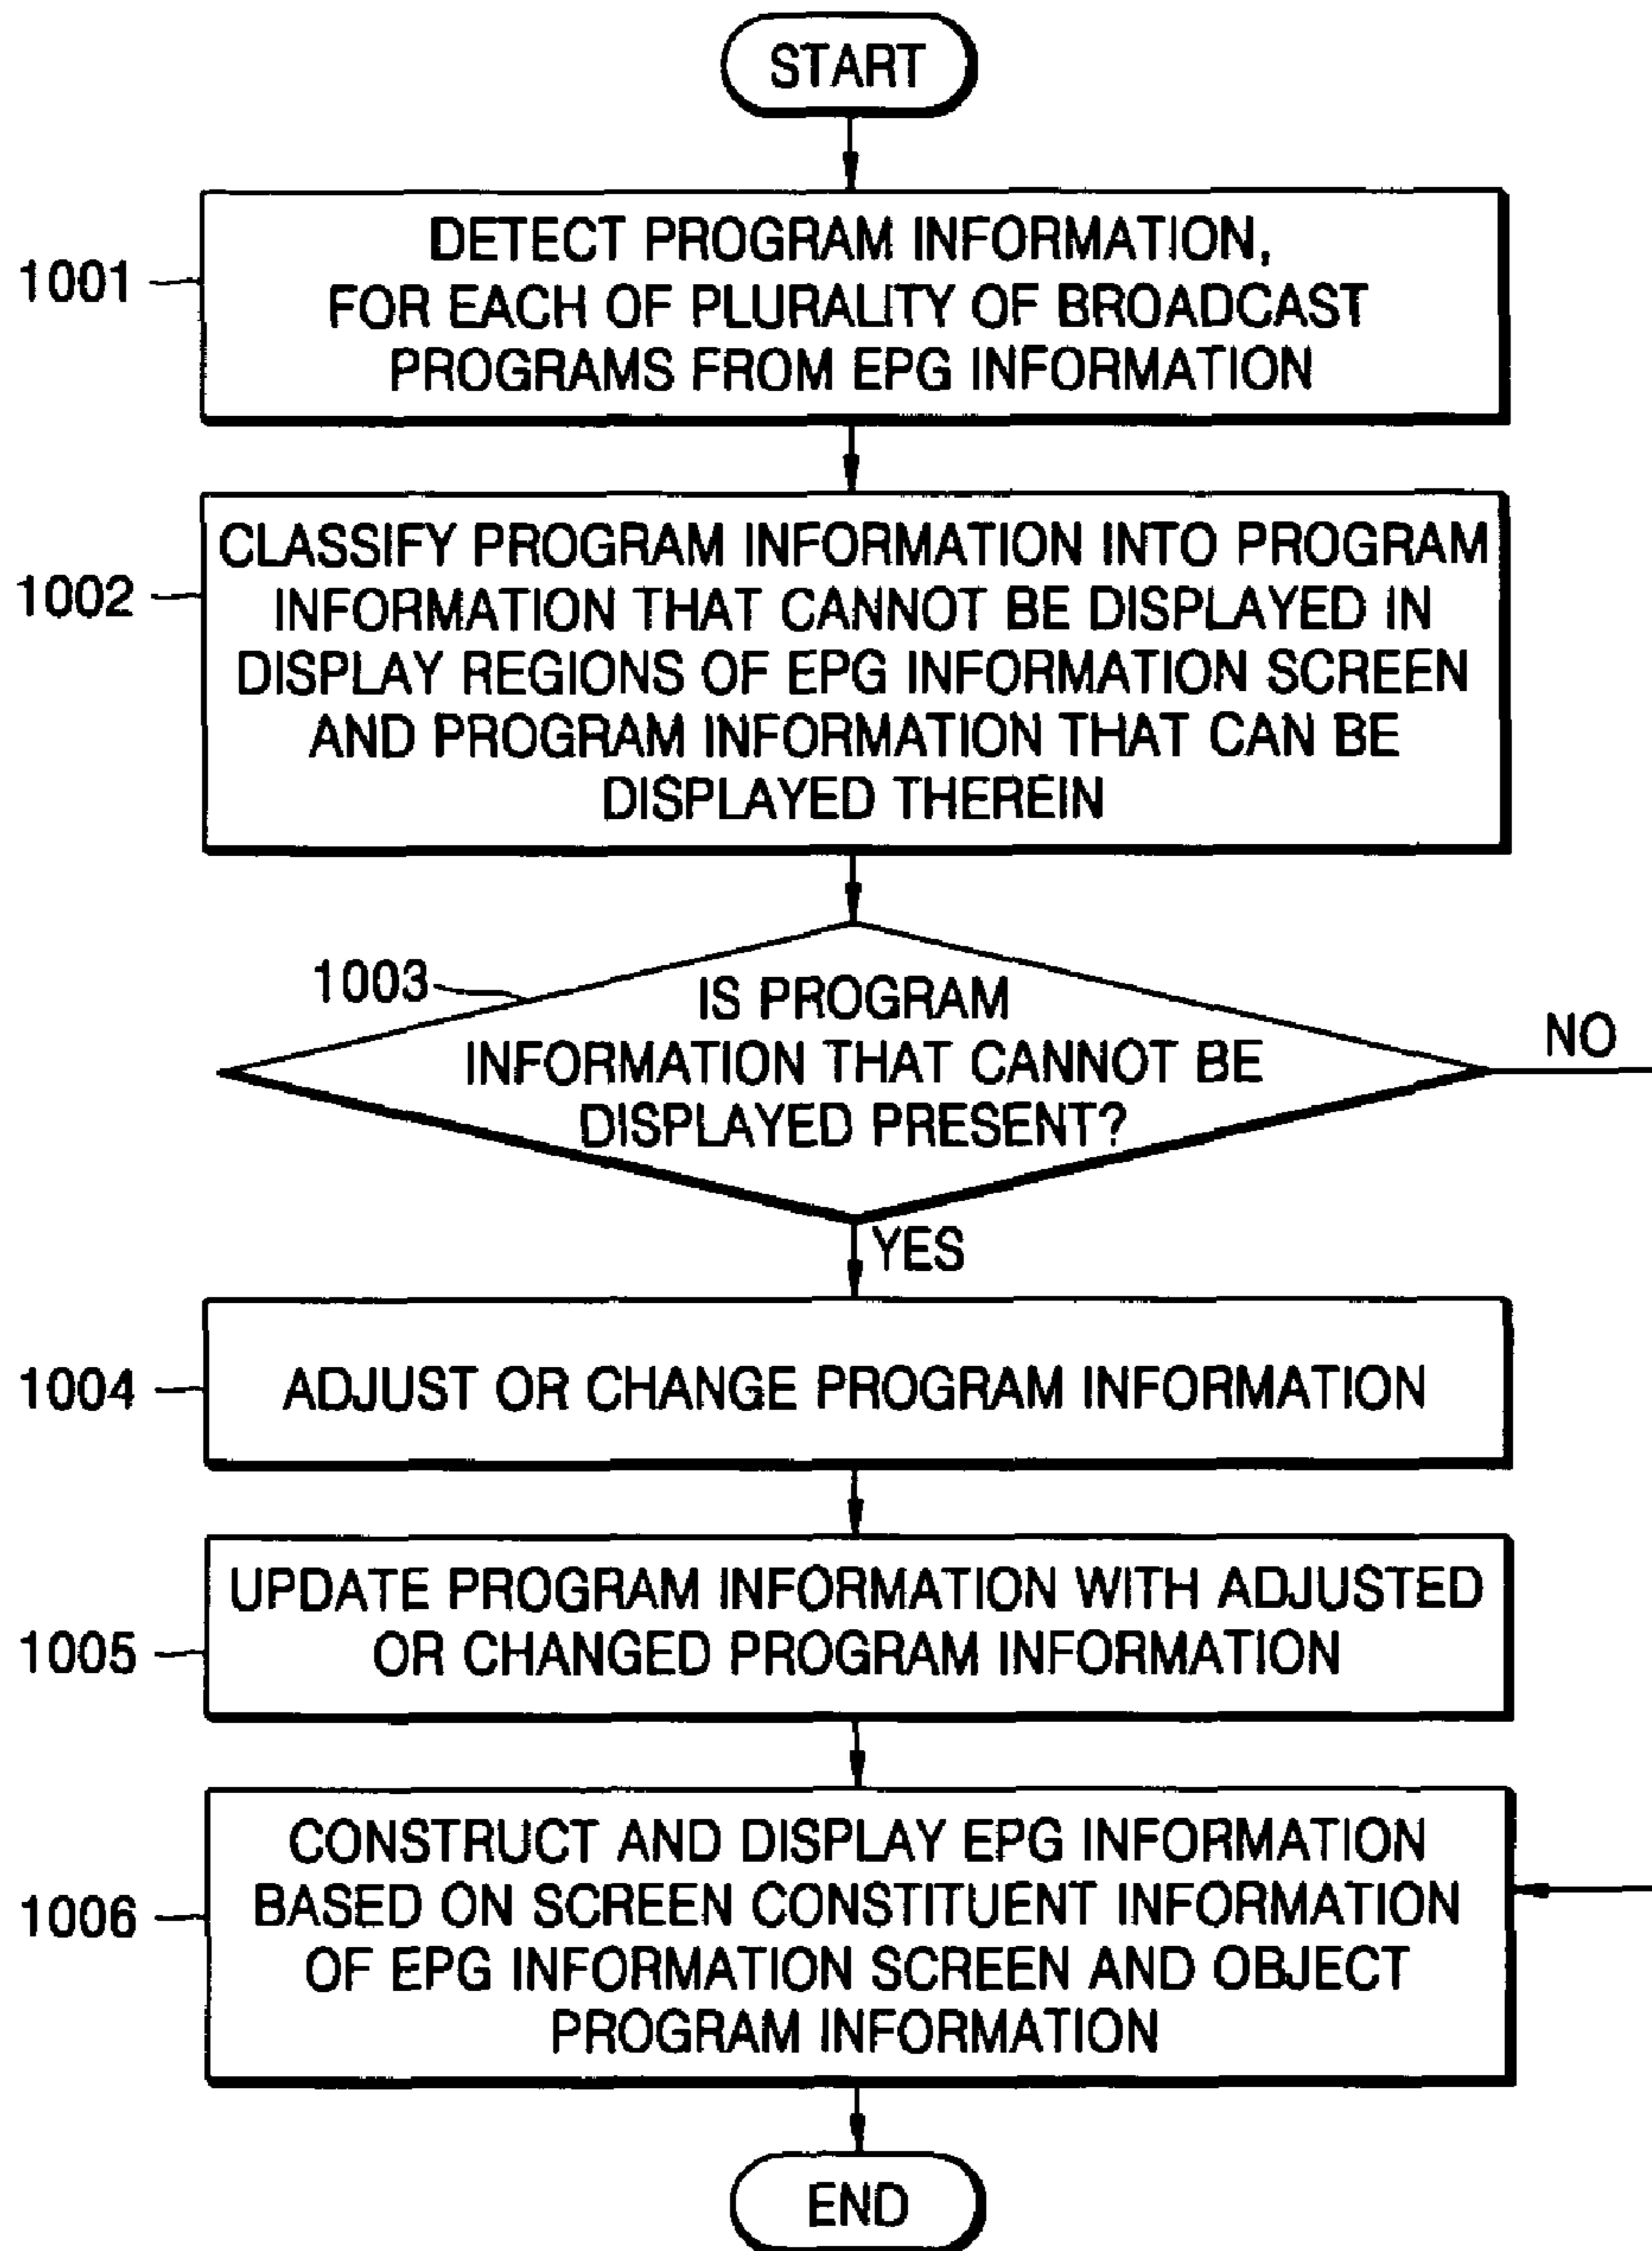 START
1001
DETECT PROGRAM INFORMATION,
FOR EACH OF PLURALITY OF BROADCAST
PROGRAMS FROM EPG INFORMATION
1002
CLASSIFY PROGRAM INFORMATION INTO PROGRAM
INFORMATION THAT CANNOT BE DISPLAYED IN
DISPLAY REGIONS OF EPG INFORMATION SCREEN
AND PROGRAM INFORMATION THAT CAN BE
DISPLAYED THEREIN
1003
IS PROGRAM
INFORMATION THAT CANNOT BE
DISPLAYED PRESENT?
NO
YES
1004
ADJUST OR CHANGE PROGRAM INFORMATION
1005
UPDATE PROGRAM INFORMATION WITH ADJUSTED
OR CHANGED PROGRAM INFORMATION
1006
CONSTRUCT AND DISPLAY EPG INFORMATION
BASED ON SCREEN CONSTITUENT INFORMATION
OF EPG INFORMATION SCREEN AND OBJECT
PROGRAM INFORMATION
END